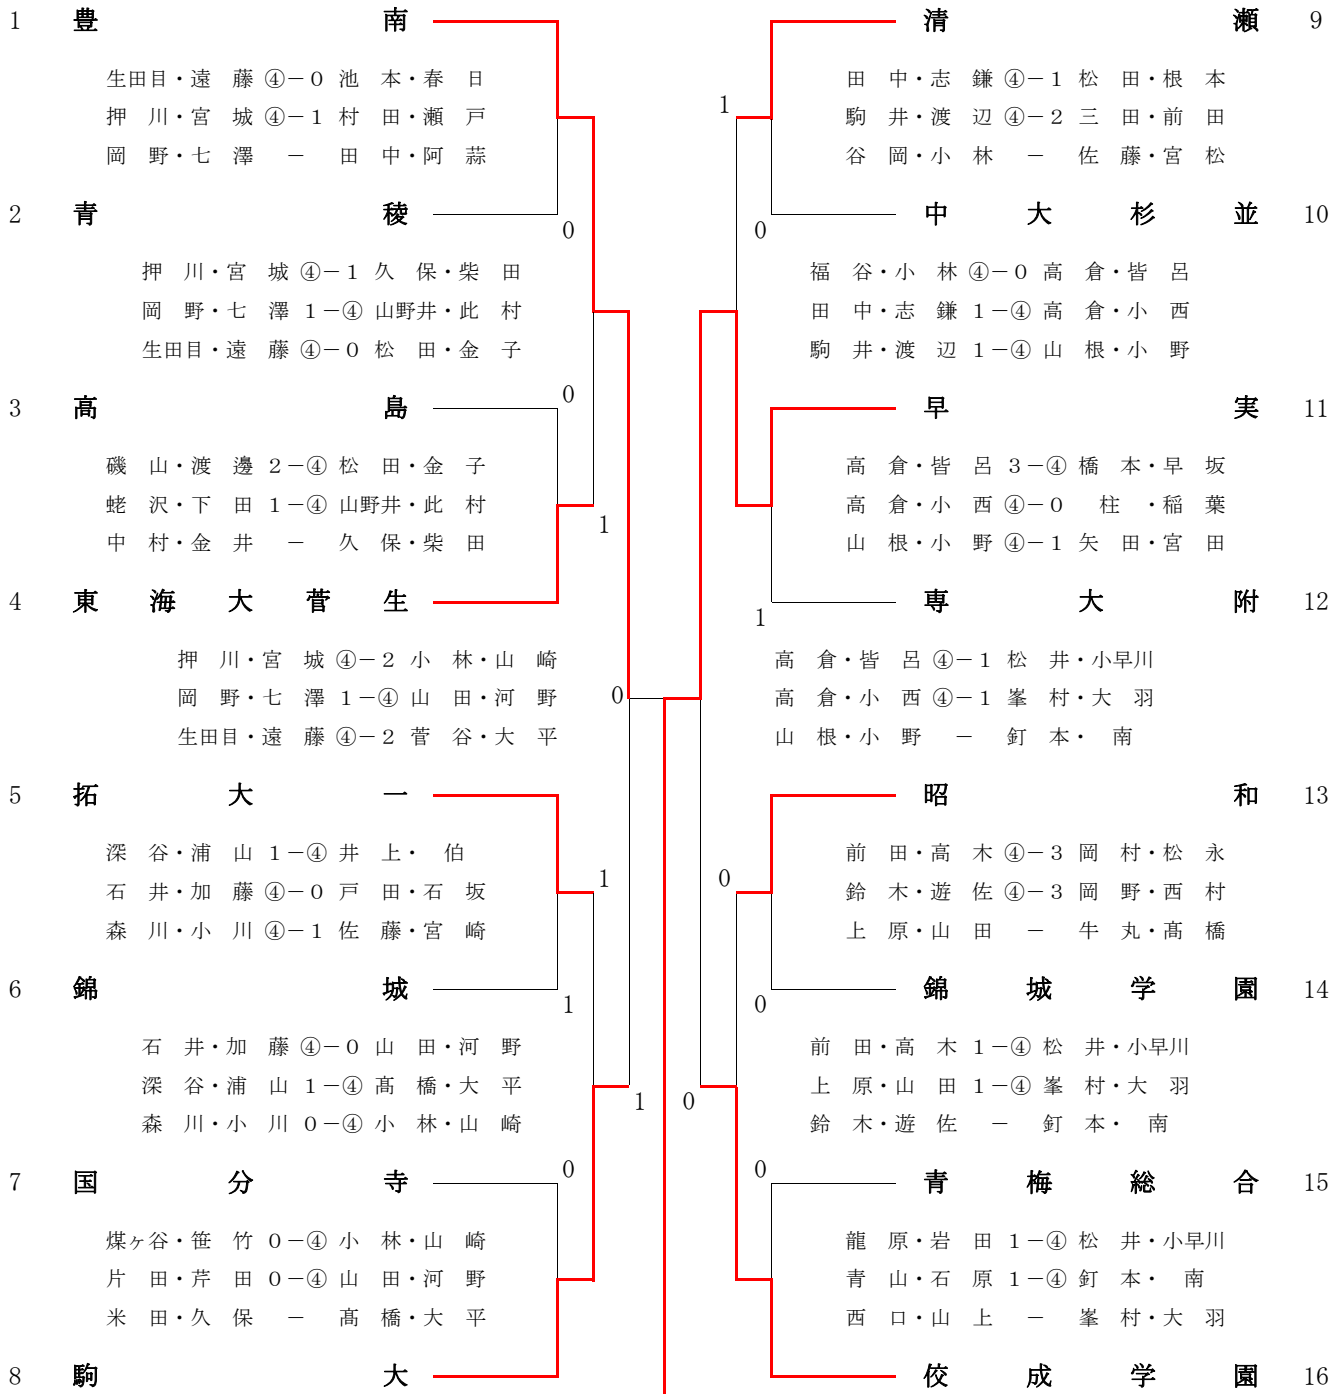 1 豊南
生田目・遠藤 ④－0 池本・春日
押川・宮城 ④－1 村田・瀬戸
岡野・七澤 － 田中・阿蒜
2 青稜
0
押川・宮城 ④－1 久保・柴田
岡野・七澤 1－④ 山野井・此村
生田目・遠藤 ④－0 松田・金子
0
3 高島
磯山・渡邊 2－④ 松田・金子
蛯沢・下田 1－④ 山野井・此村
中村・金井 － 久保・柴田
1
4 東海大菅生
押川・宮城 ④－2 小林・山崎
岡野・七澤 1－④ 山田・河野
生田目・遠藤 ④－2 菅谷・大平
0
5 拓大一
深谷・浦山 1－④ 井上・伯
石井・加藤 ④－0 戸田・石坂
森川・小川 ④－1 佐藤・宮崎
1
6 錦城
1
石井・加藤 ④－0 山田・河野
深谷・浦山 1－④ 髙橋・大平
森川・小川 0－④ 小林・山崎
1
7 国分寺
0
煤ヶ谷・笹竹 0－④ 小林・山崎
片田・芹田 0－④ 山田・河野
米田・久保 － 髙橋・大平
8 駒大
清瀬 9
田中・志鎌 ④－1 松田・根本
駒井・渡辺 ④－2 三田・前田
谷岡・小林 － 佐藤・宮松
1
中大杉並 10
0
福谷・小林 ④－0 高倉・皆呂
田中・志鎌 1－④ 高倉・小西
駒井・渡辺 1－④ 山根・小野
早実 11
高倉・皆呂 3－④ 橋本・早坂
高倉・小西 ④－0 柱・稲葉
山根・小野 ④－1 矢田・宮田
専大附 12
1
高倉・皆呂 ④－1 松井・小早川
高倉・小西 ④－1 峯村・大羽
山根・小野 － 釘本・南
昭和 13
前田・高木 ④－3 岡村・松永
鈴木・遊佐 ④－3 岡野・西村
上原・山田 － 牛丸・髙橋
0
錦城学園 14
0
前田・高木 1－④ 松井・小早川
上原・山田 1－④ 峯村・大羽
鈴木・遊佐 － 釘本・南
0
青梅総合 15
0
龍原・岩田 1－④ 松井・小早川
青山・石原 1－④ 釘本・南
西口・山上 － 峯村・大羽
佼成学園 16